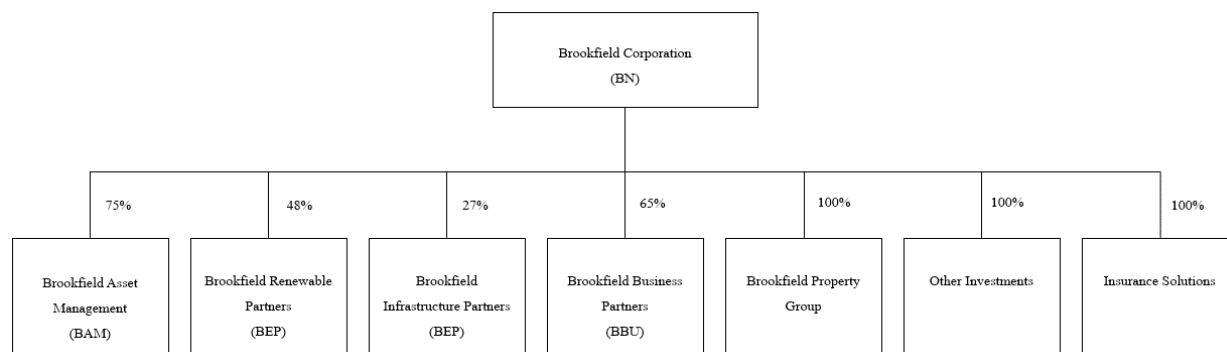 Brookfield Corporation
(BN)
75%
48%
27%
65%
100%
100%
100%
Brookfield Asset
Management
(BAM)
Brookfield Renewable
Partners
(BEP)
Brookfield
Infrastructure Partners
(BEP)
Brookfield Business
Partners
(BBU)
Brookfield Property
Group
Other Investments
Insurance Solutions